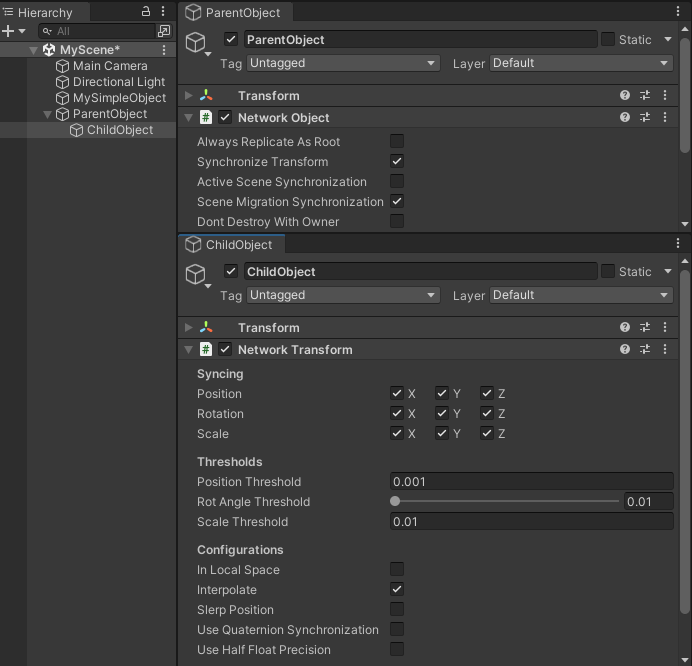 Hierarchy
All
MyScene*
Main Camera
Directional Light
MySimpleObject
ParentObject
ChildObject
ParentObject
ParentObject Static
Tag Untagged Layer Default
Transform
# Network Object
Always Replicate As Root
Synchronize Transform
Active Scene Synchronization
Scene Migration Synchronization
Dont Destroy With Owner
ChildObject
ChildObject Static
Tag Untagged Layer Default
Transform
# Network Transform
Syncing
Position X Y Z
Rotation X Y Z
Scale X Y Z
Thresholds
Position Threshold 0.001
Rot Angle Threshold 0.01
Scale Threshold 0.01
Configurations
In Local Space
Interpolate
Slerp Position
Use Quaternion Synchronization
Use Half Float Precision